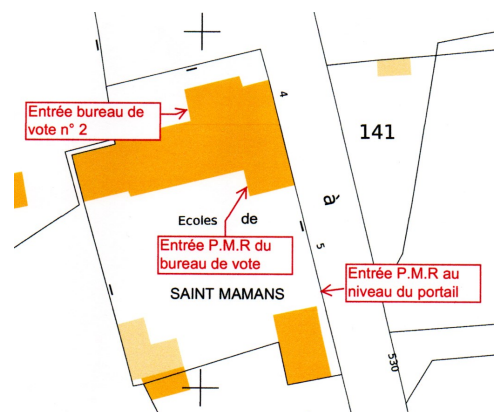 4
Entrée bureau de
vote n° 2
141
à
Ecoles de
5
Entrée P.M.R du
bureau de vote
Entrée P.M.R au
niveau du portail
SAINT MAMANS
530